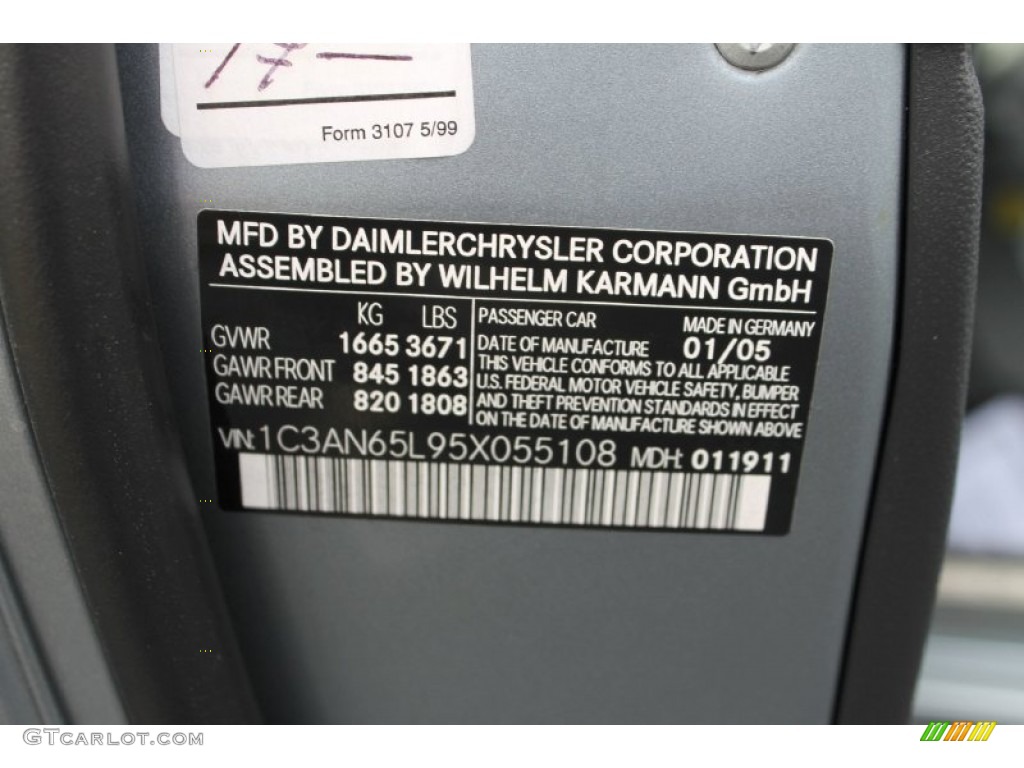 17-
Form 3107 5/99
MFD BY DAIMLERCHRYSLER CORPORATION
ASSEMBLED BY WILHELM KARMANN GmbH
KG LBS
GVWR 1665 3671
GAWR FRONT 845 1863
GAWR REAR 820 1808
PASSENGER CAR MADE IN GERMANY
DATE OF MANUFACTURE 01/05
THIS VEHICLE CONFORMS TO ALL APPLICABLE
U.S. FEDERAL MOTOR VEHICLE SAFETY, BUMPER
AND THEFT PREVENTION STANDARDS IN EFFECT
ON THE DATE OF MANUFACTURE SHOWN ABOVE
VIN: 1C3AN65L95X055108 MDH: 011911
GTCarlot.com